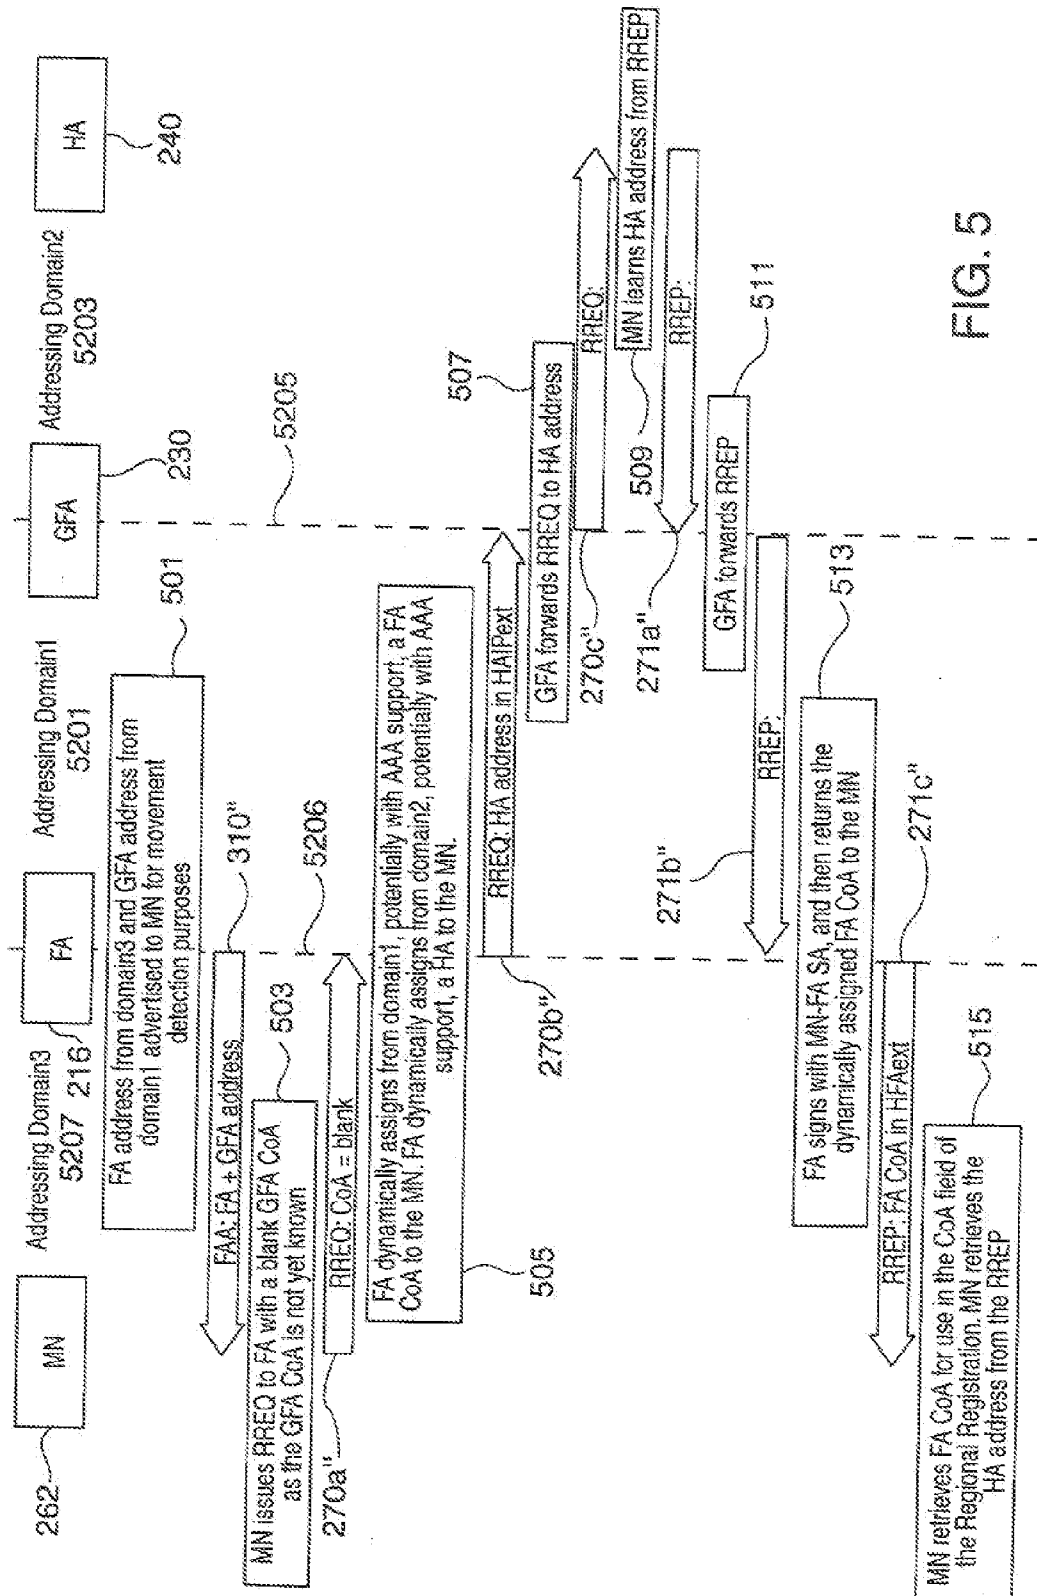 MN
262
Addressing Domain3
5207
FA
216
Addressing Domain1
5201
GFA
230
Addressing Domain2
5203
HA
240
FA address from domain3 and GFA address from
domain1 advertised to MN for movement
detection purposes
501
5205
FAA: FA + GFA address
310"
MN issues RREQ to FA with a blank GFA CoA
as the GFA CoA is not yet known
503
5206
RREQ: CoA = blank
270a"
FA dynamically assigns from domain1, potentially with AAA support, a FA
CoA to the MN. FA dynamically assigns from domain2, potentially with AAA
support, a HA to the MN.
505
RREQ: HA address in HAIPext
270b"
GFA forwards RREQ to HA address
507
RREQ:
270c"
MN learns HA address from RREP
509
RREP:
271a"
GFA forwards RREP
511
RREP:
271b"
FA signs with MN-FA SA, and then returns the
dynamically assigned FA CoA to the MN
513
RREP: FA CoA in HFAext
271c"
MN retrieves FA CoA for use in the CoA field of
the Regional Registration. MN retrieves the
HA address from the RREP
515
FIG. 5